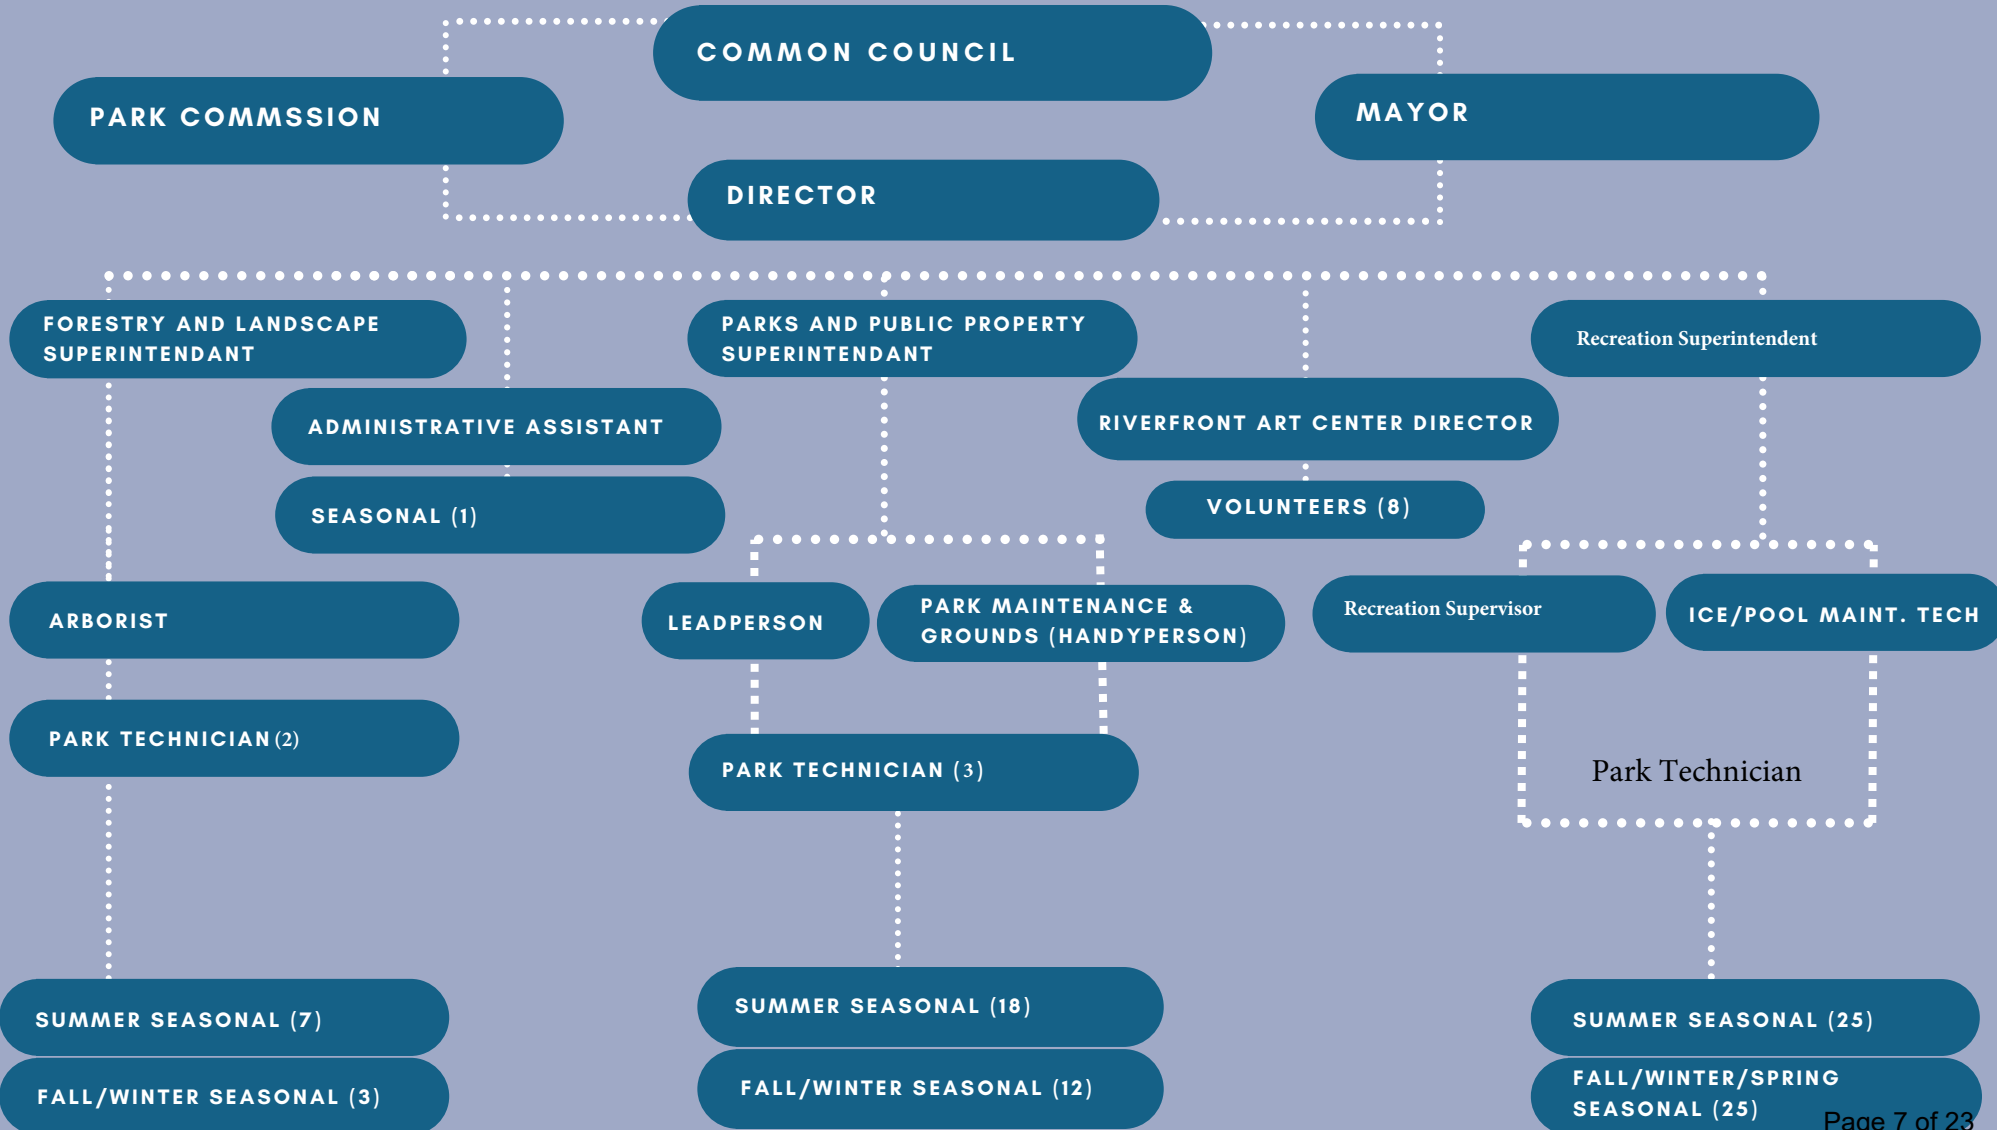 COMMON COUNCIL
PARK COMMSSION
MAYOR
DIRECTOR
FORESTRY AND LANDSCAPE
SUPERINTENDANT
PARKS AND PUBLIC PROPERTY
SUPERINTENDANT
Recreation Superintendent
ADMINISTRATIVE ASSISTANT
RIVERFRONT ART CENTER DIRECTOR
SEASONAL (1)
VOLUNTEERS (8)
ARBORIST
LEADPERSON
PARK MAINTENANCE &
GROUNDS (HANDYPERSON)
Recreation Supervisor
ICE/POOL MAINT. TECH
PARK TECHNICIAN (2)
PARK TECHNICIAN (3)
Park Technician
SUMMER SEASONAL (7)
SUMMER SEASONAL (18)
SUMMER SEASONAL (25)
FALL/WINTER SEASONAL (3)
FALL/WINTER SEASONAL (12)
FALL/WINTER/SPRING
SEASONAL (25)
Page 7 of 23